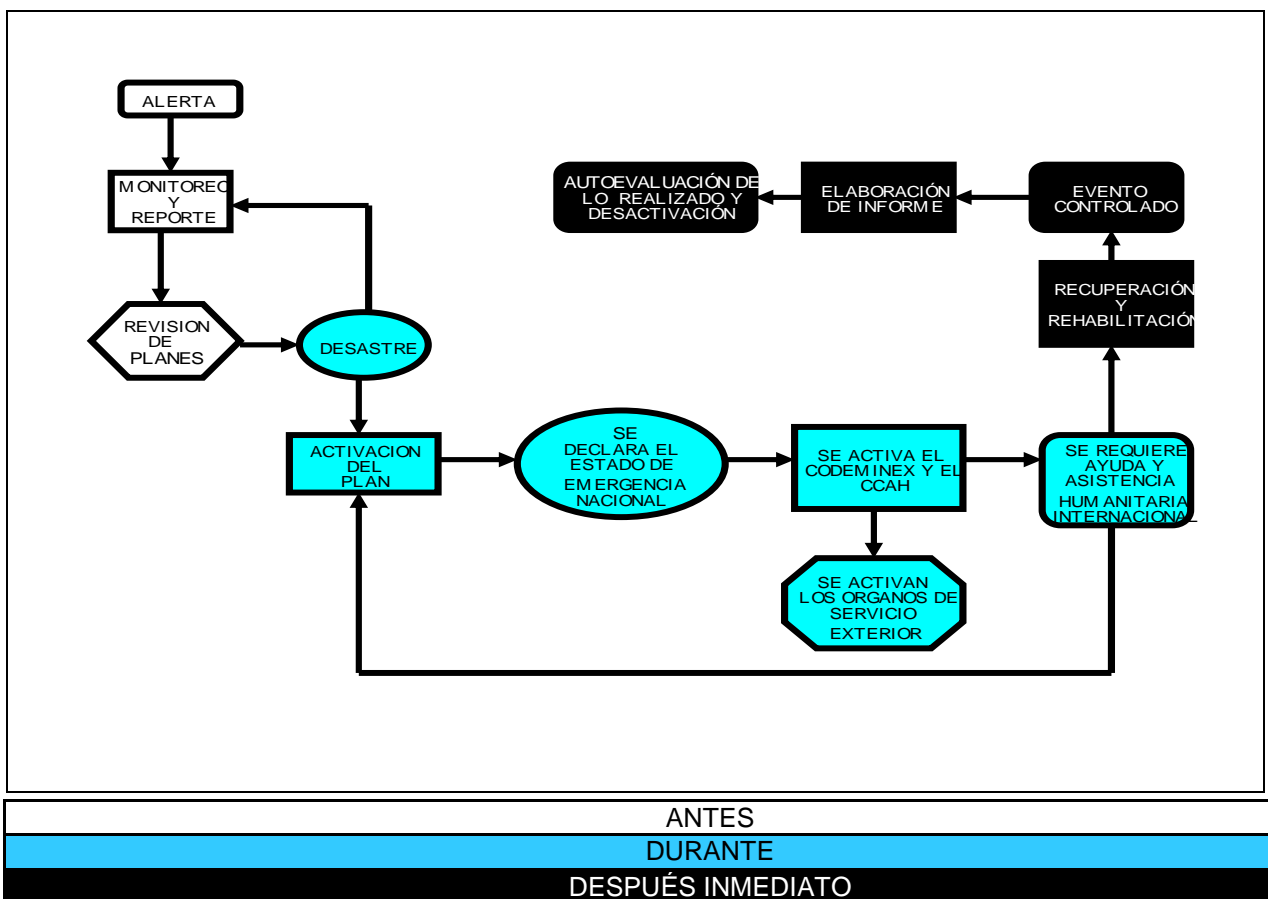 ALERTA
MONITOREO
Y
REPORTE
REVISION
DE
PLANES
DESASTRE
ACTIVACION
DEL
PLAN
SE
DECLARA EL
ESTADO DE
EMERGENCIA
NACIONAL
SE ACTIVA EL
CODEMINEX Y EL
CCAH
SE ACTIVAN
LOS ORGANOS DE
SERVICIO
EXTERIOR
SE REQUIERE
AYUDA Y
ASISTENCIA
HUMANITARIA
INTERNACIONAL
RECUPERACIÓN
Y
REHABILITACIÓN
EVENTO
CONTROLADO
ELABORACIÓN
DE INFORME
AUTOEVALUACIÓN DE
LO REALIZADO Y
DESACTIVACIÓN
ANTES
DURANTE
DESPUÉS INMEDIATO